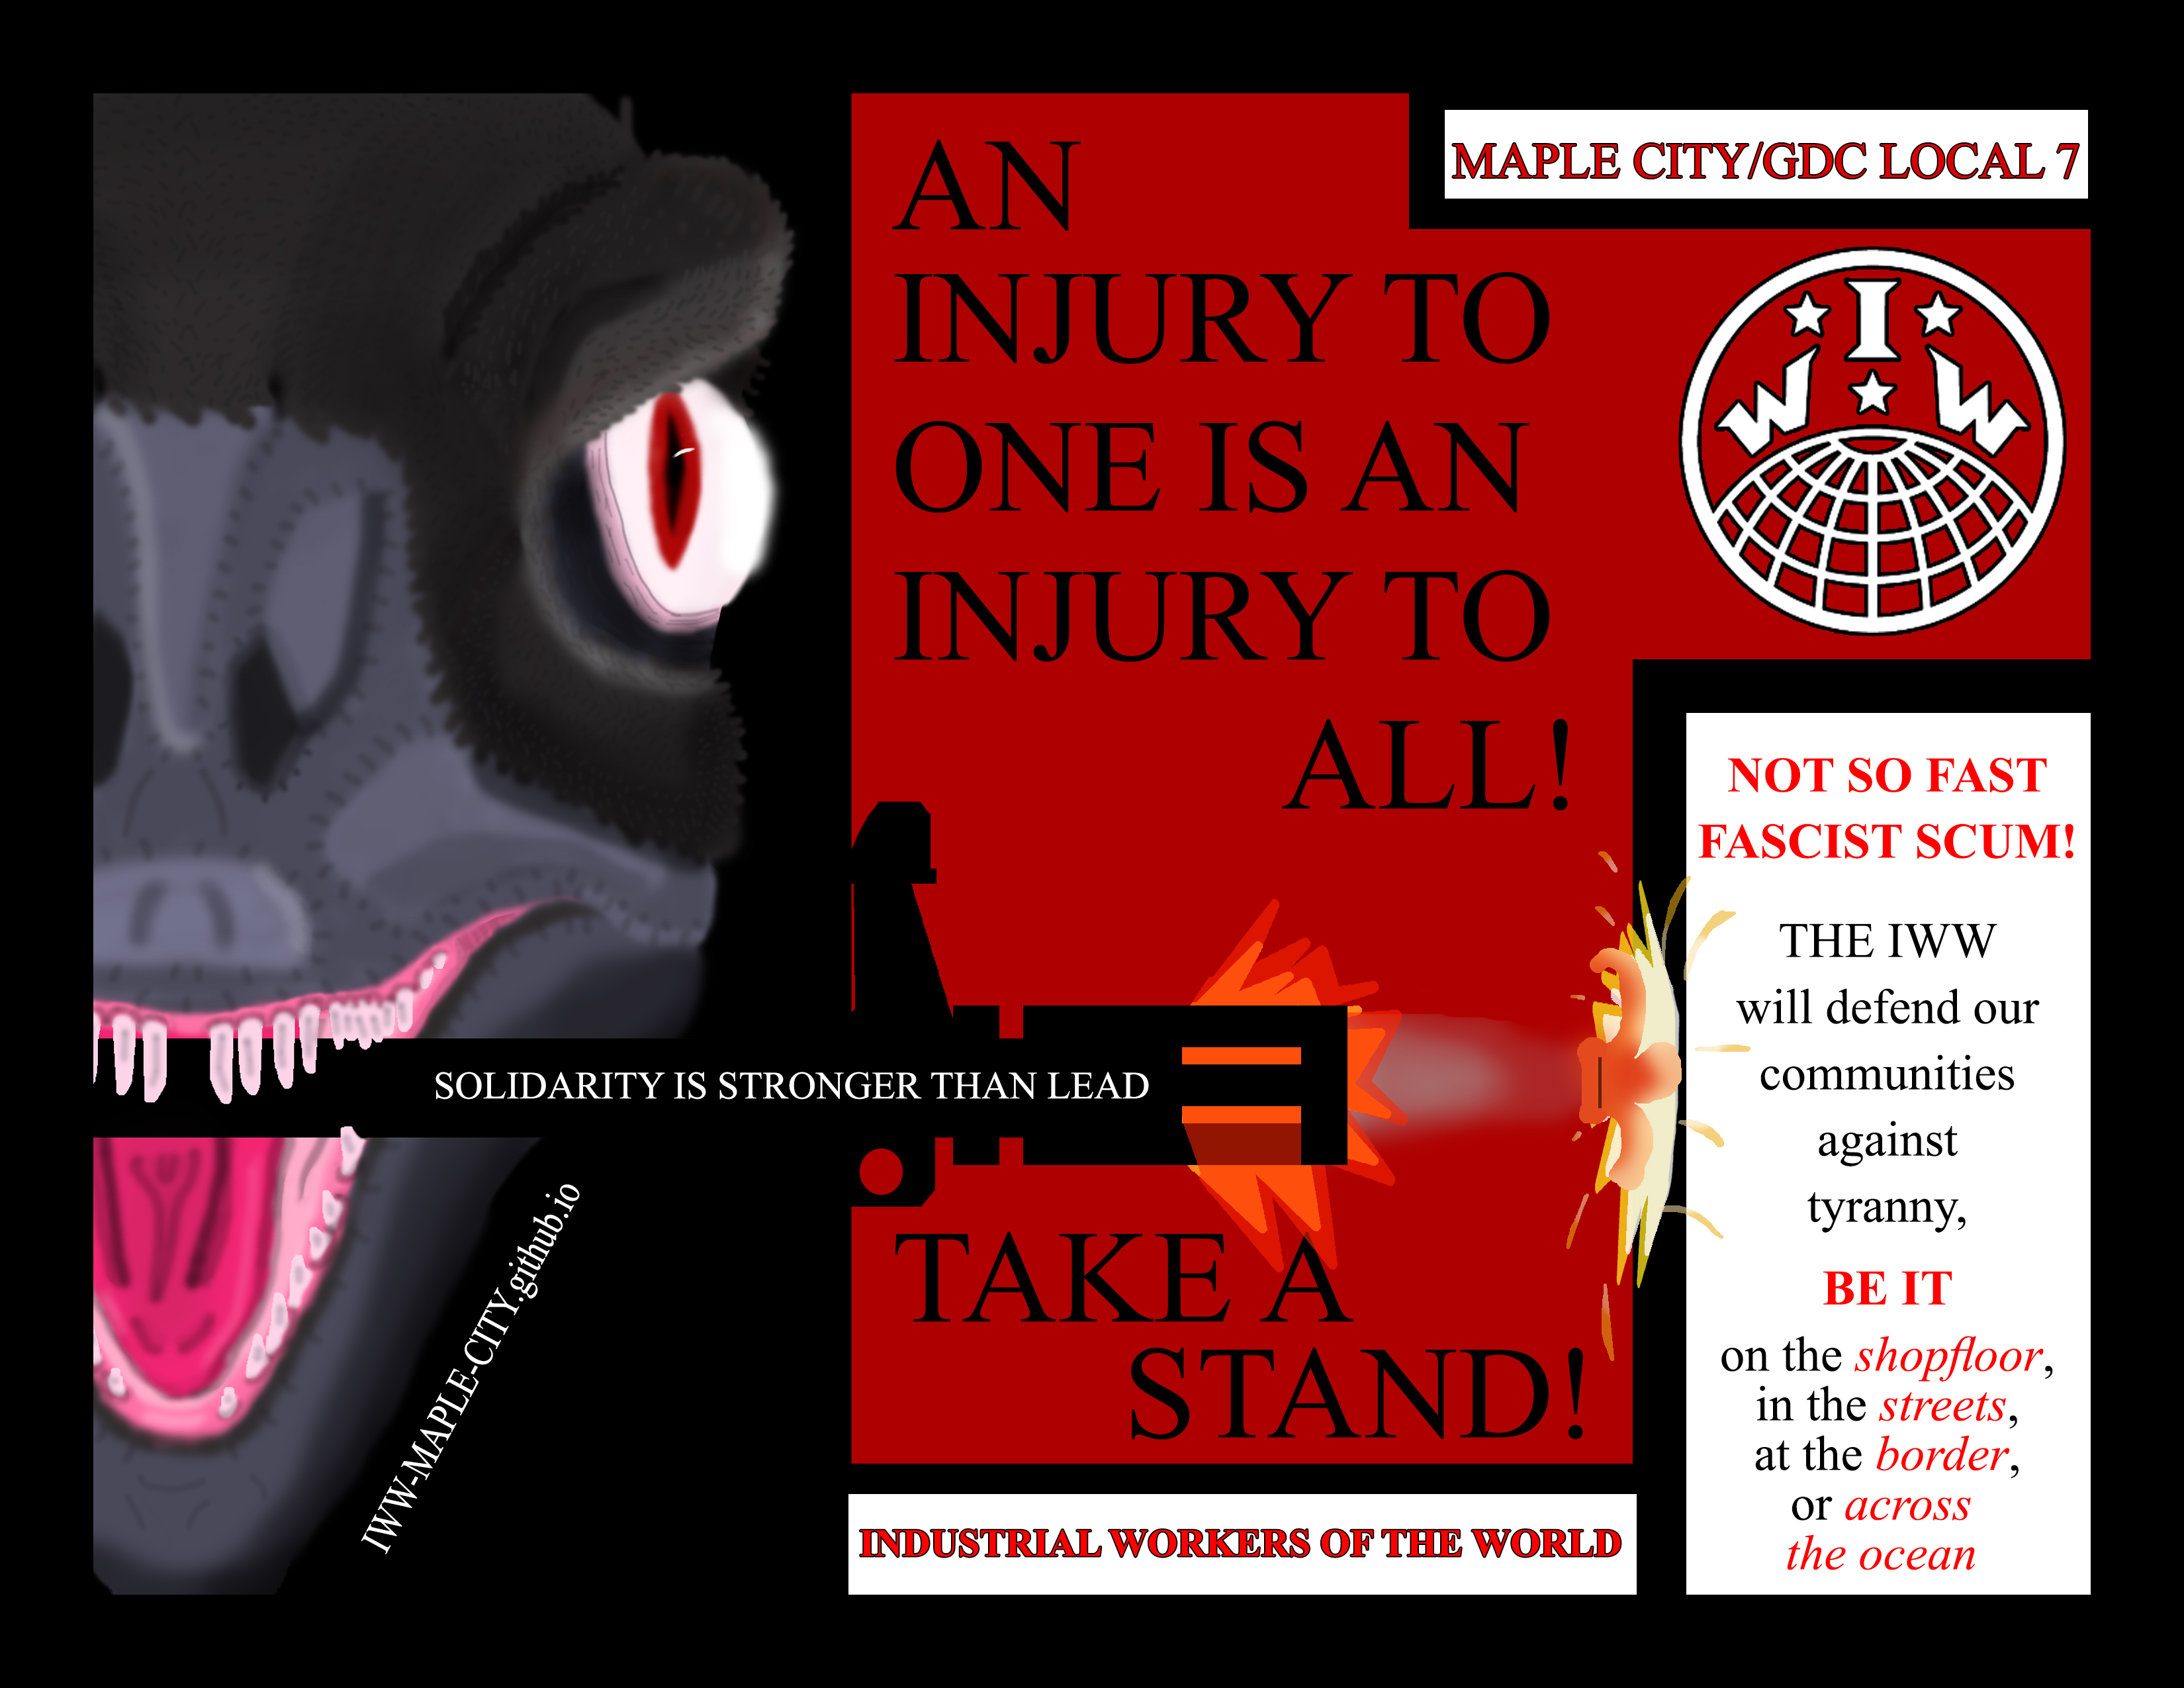 AN
INJURY TO
ONE IS AN
INJURY TO
ALL!
MAPLE CITY/GDC LOCAL 7
I
W W
NOT SO FAST
FASCIST SCUM!
THE IWW
will defend our
communities
against
tyranny,
BE IT
on the shopfloor,
in the streets,
at the border,
or across
the ocean
SOLIDARITY IS STRONGER THAN LEAD
IWW-MAPLE-CITY.github.io
TAKE A
STAND!
INDUSTRIAL WORKERS OF THE WORLD